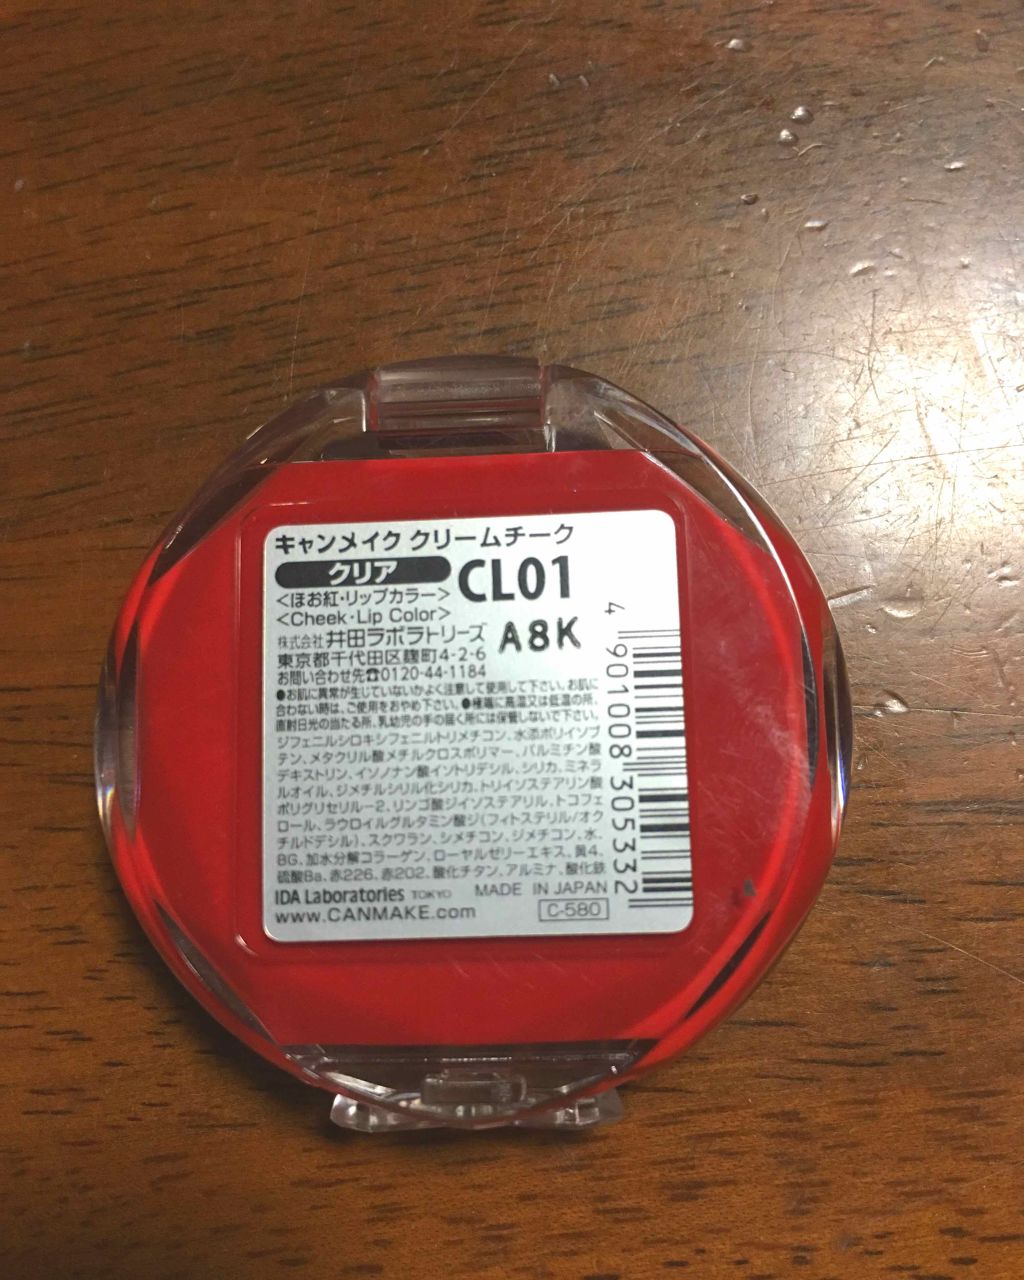 キャンメイク クリームチーク
クリア CL01
<ほお紅・リップカラー>
<Cheek・Lip Color>
株式会社 井田ラボラトリーズ A8K
東京都千代田区麹町4-2-6
お問い合わせ先☎0120-44-1184
●お肌に異常が生じていないかよく注意して使用して下さい。お肌に
合わない時は、ご使用をおやめ下さい。●極端に高温又は低温の所、
直射日光の当たる所、乳幼児の手の届く所には保管しないで下さい。
ジフェニルシロキシフェニルトリメチコン、水添ポリイソブ
テン、メタクリル酸メチルクロスポリマー、パルミチン酸
デキストリン、イソノナン酸イソトリデシル、シリカ、ミネラ
ルオイル、ジメチルシリル化シリカ、トリイソステアリン酸
ポリグリセリル-2、リンゴ酸ジイソステアリル、トコフェ
ロール、ラウロイルグルタミン酸ジ(フィトステリル/オク
チルドデシル)、スクワラン、シメチコン、ジメチコン、水、
BG、加水分解コラーゲン、ローヤルゼリーエキス、黄4、
硫酸Ba、赤226、赤202、酸化チタン、アルミナ、酸化鉄
IDA Laboratories TOKYO MADE IN JAPAN
www.CANMAKE.com C-580
4 901008 305332